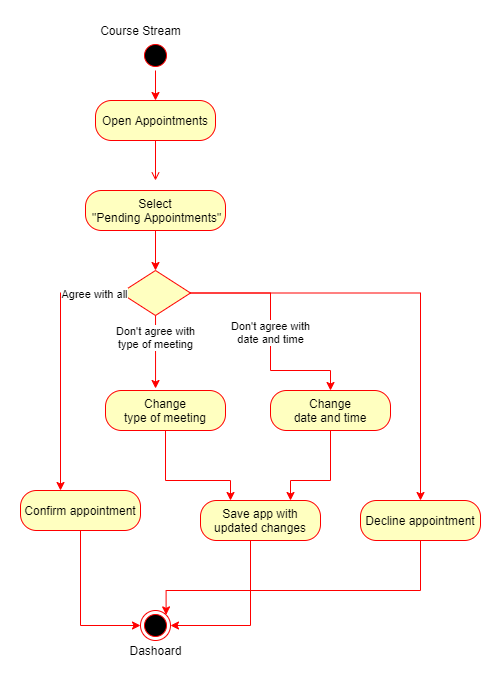 Course Stream
Open Appointments
Select
"Pending Appointments"
Agree with all
Don't agree with
type of meeting
Don't agree with
date and time
Change
type of meeting
Change
date and time
Confirm appointment
Save app with
updated changes
Decline appointment
Dashoard